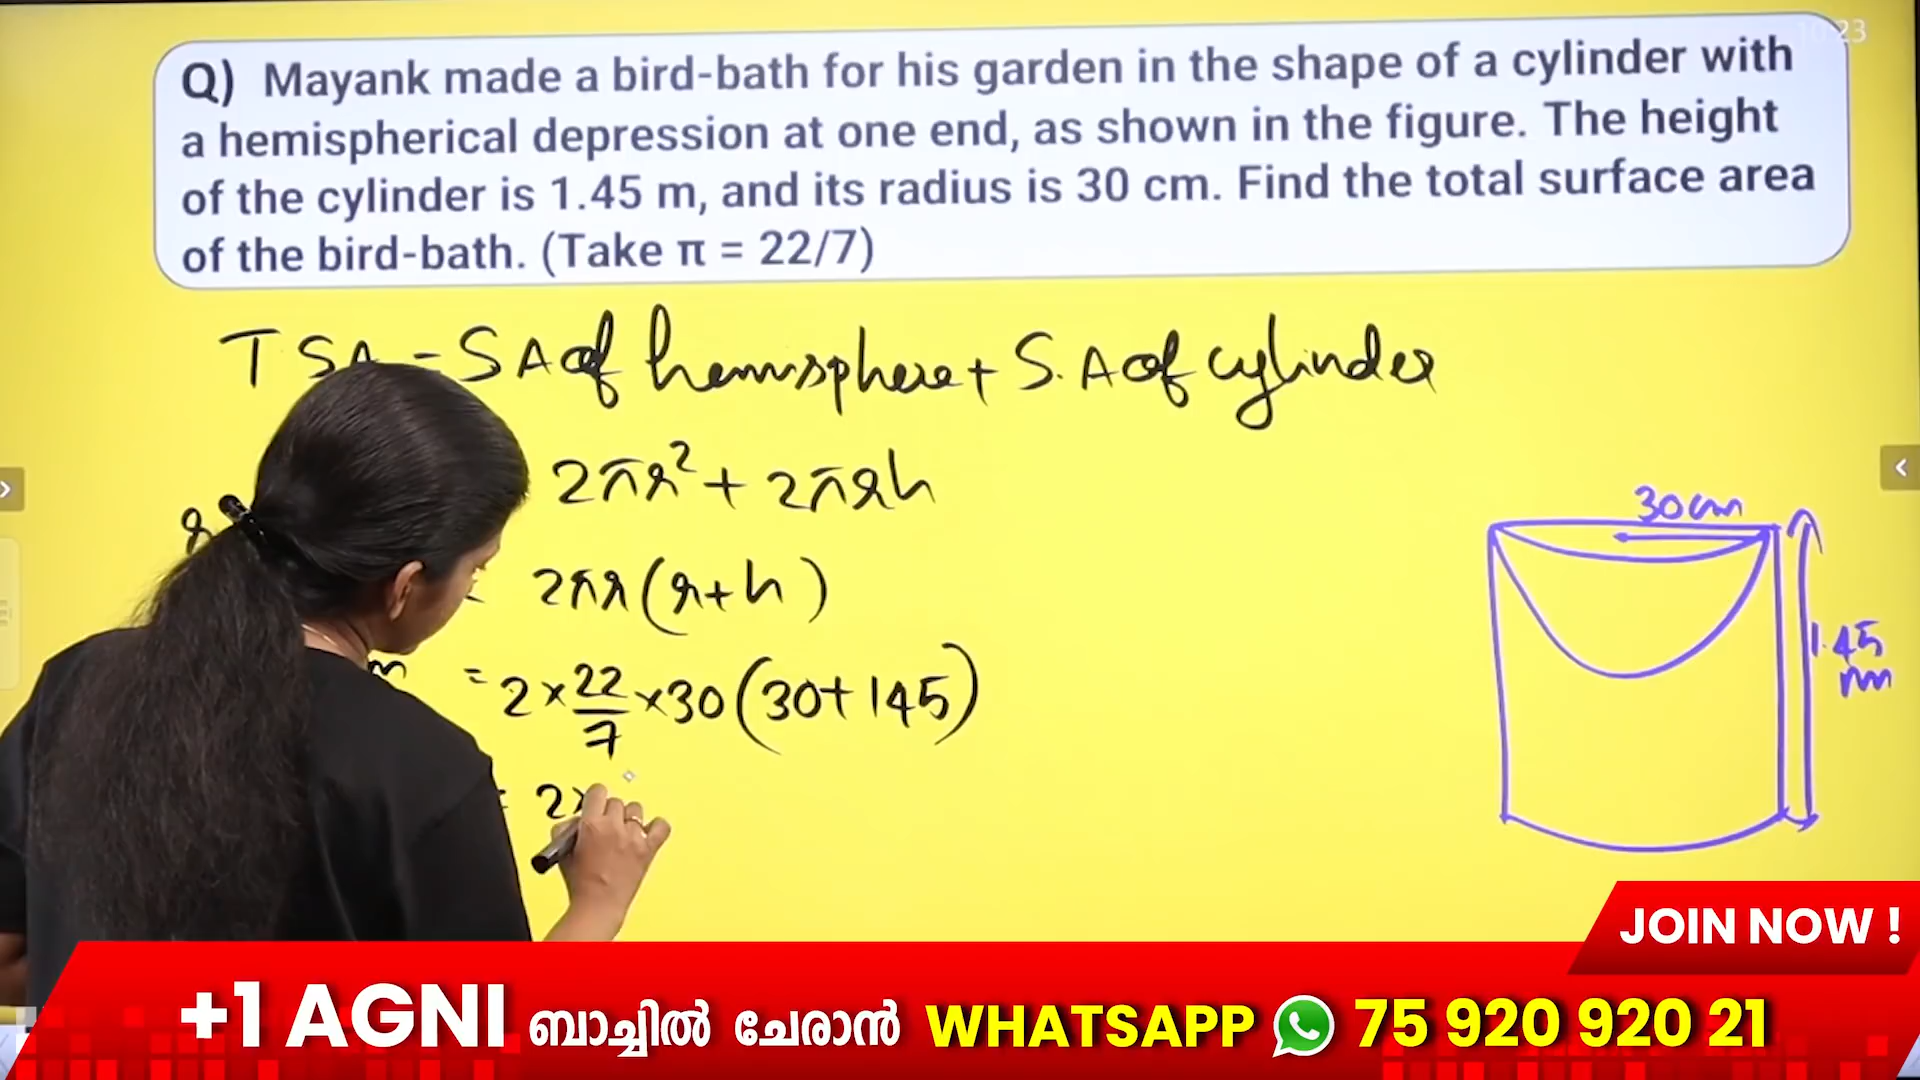 Q) Mayank made a bird-bath for his garden in the shape of a cylinder with
a hemispherical depression at one end, as shown in the figure. The height
of the cylinder is 1.45 m, and its radius is 30 cm. Find the total surface area
of the bird-bath. (Take π = 22/7)
TSA = SA of hemisphere + S.A of cylinder
2πr² + 2πrh
r
2πr(r+h)
m
= 2 × 22/7 × 30 (30+145)
= 2×
30cm
1.45
m
JOIN NOW !
+1 AGNI ബാച്ചിൽ ചേരാൻ WHATSAPP 75 920 920 21